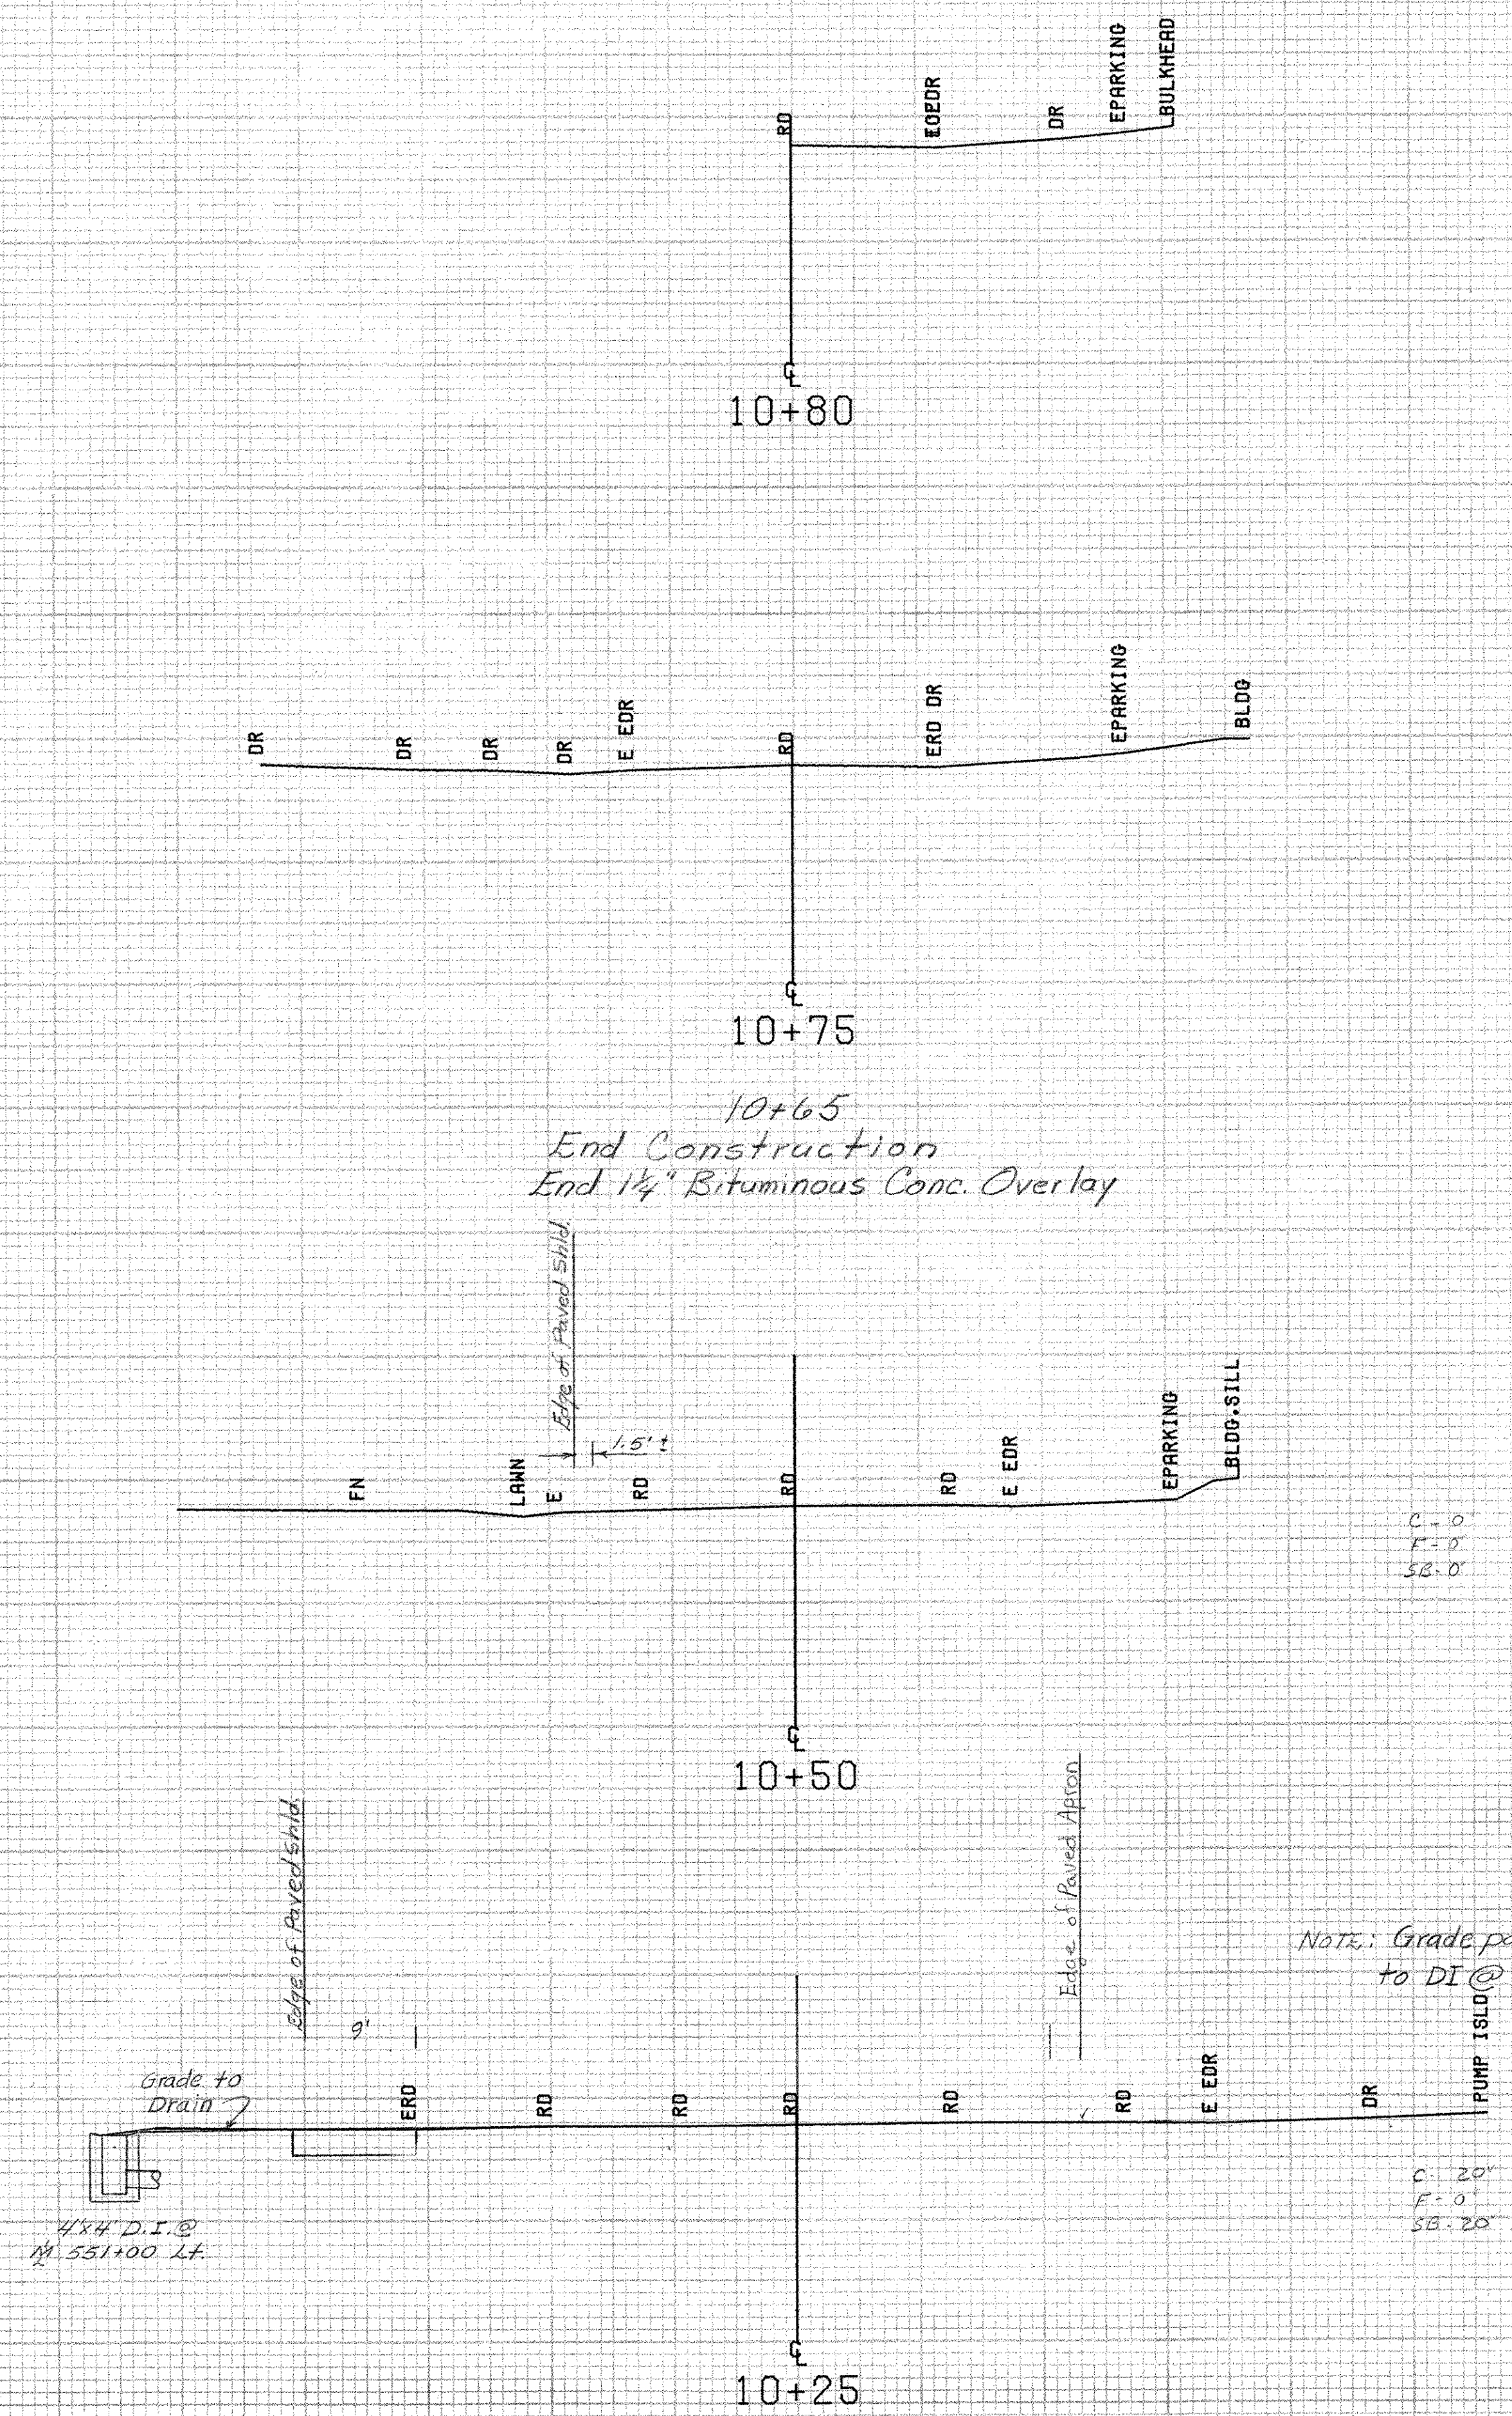 RD
DR
EPARKING
BULKHEAD
℄
10+80
DR
DR
DR
DR
E EDR
RD
ERD DR
EPARKING
BLDG
℄
10+75
10+65
End Construction
End 1¼" Bituminous Conc. Overlay
Edge of Paved Shld.
1.5' ±
FN
LAWN
E
RD
RD
RD
E EDR
EPARKING
BLDG.SILL
C - 0
F - 0
SB - 0
℄
10+50
Edge of Paved Shld.
Edge of Paved Apron
NOTE: Grade
to DI @
9'
Grade to
Drain
ERD
RD
RD
RD
RD
RD
E EDR
DR
PUMP ISLD
4'x4' D.I. @
551+00 Lt.
C - 20
F - 0
SB - 20
℄
10+25